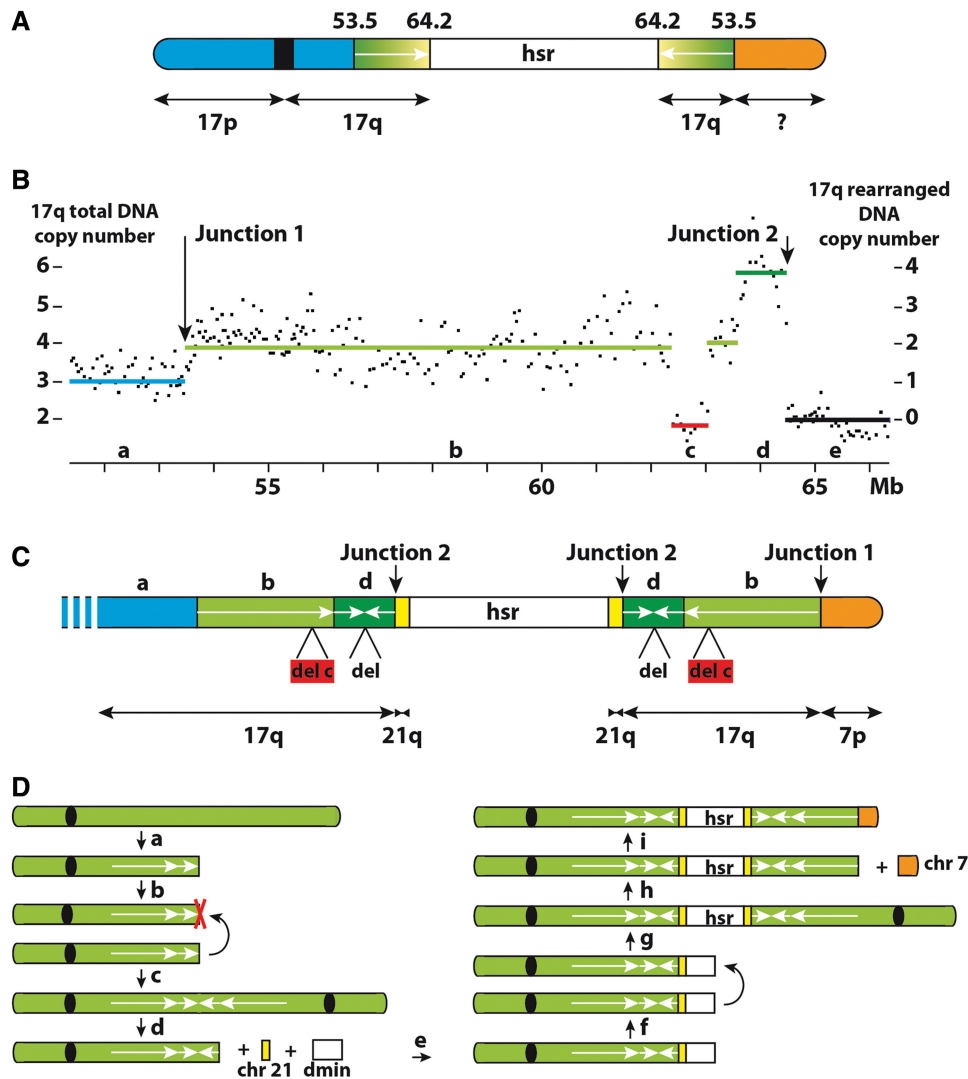 A
53.5 64.2 64.2 53.5
hsr
17p 17q 17q ?
B
17q total DNA
copy number
17q rearranged
DNA
copy number
Junction 1 Junction 2
6 – – 4
5 – – 3
4 – – 2
3 – – 1
2 – – 0
a b c d e
55 60 65 Mb
C
Junction 2 Junction 2 Junction 1
a b d d b
hsr
del c del del del c
17q 21q 21q 17q 7p
D
a
b
c
d
+ + 
chr 21 dmin
e
hsr
i
hsr + chr 7
h
hsr
g
f